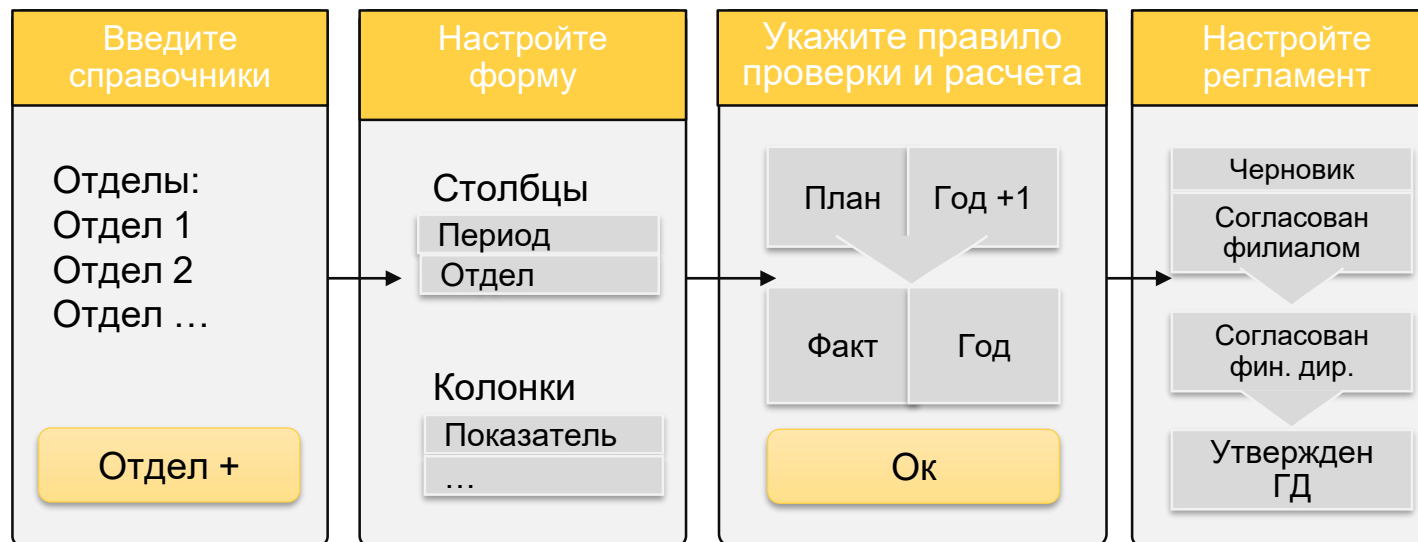 Введите
справочники
Отделы:
Отдел 1
Отдел 2
Отдел …
Отдел +
Настройте
форму
Столбцы
Период
Отдел
Колонки
Показатель
…
Укажите правило
проверки и расчета
План
Год +1
Факт
Год
Ок
Настройте
регламент
Черновик
Согласован
филиалом
Согласован
фин. дир.
Утвержден
ГД